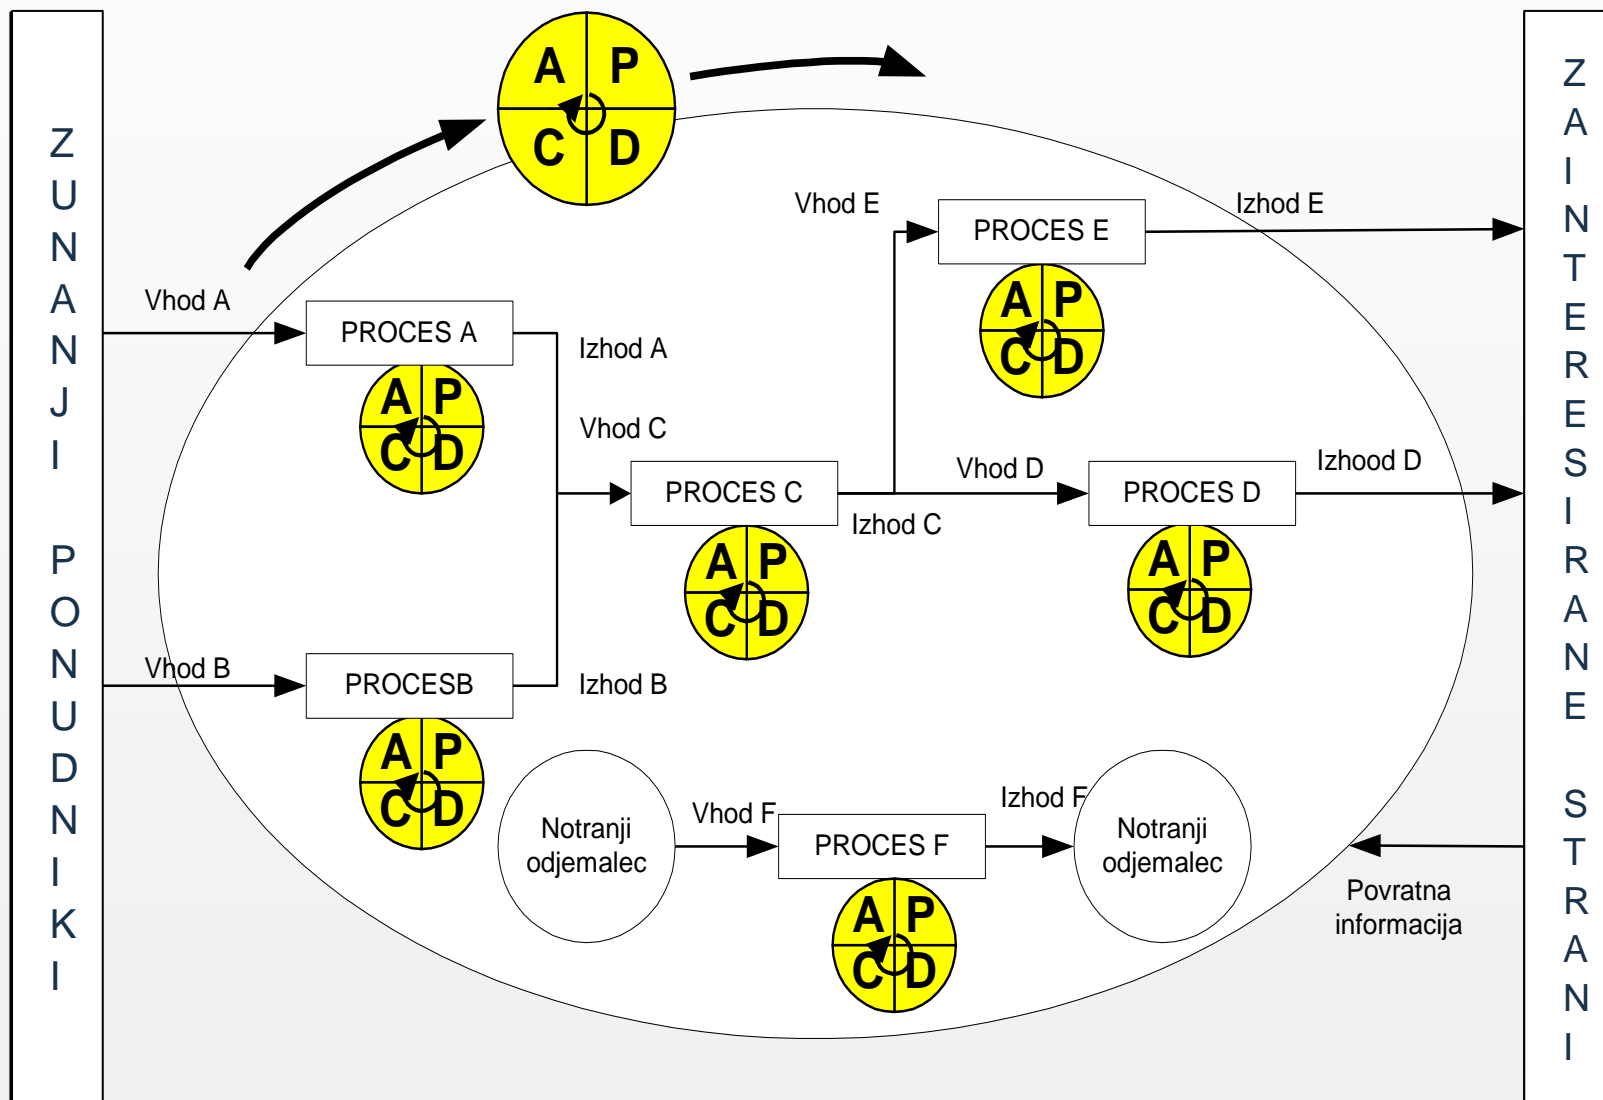 ZUNANJI PONUDNIKI
A P
C D
Vhod A
PROCES A
A P
C D
Izhod A
Vhod C
Vhod B
PROCESB
A P
C D
Izhod B
PROCES C
A P
C D
Izhod C
Vhod E
PROCES E
A P
C D
Izhod E
Vhod D
PROCES D
A P
C D
Izhood D
Notranji
odjemalec
Vhod F
PROCES F
A P
C D
Izhod F
Notranji
odjemalec
Povratna
informacija
ZAINTERESIRANE STRANI